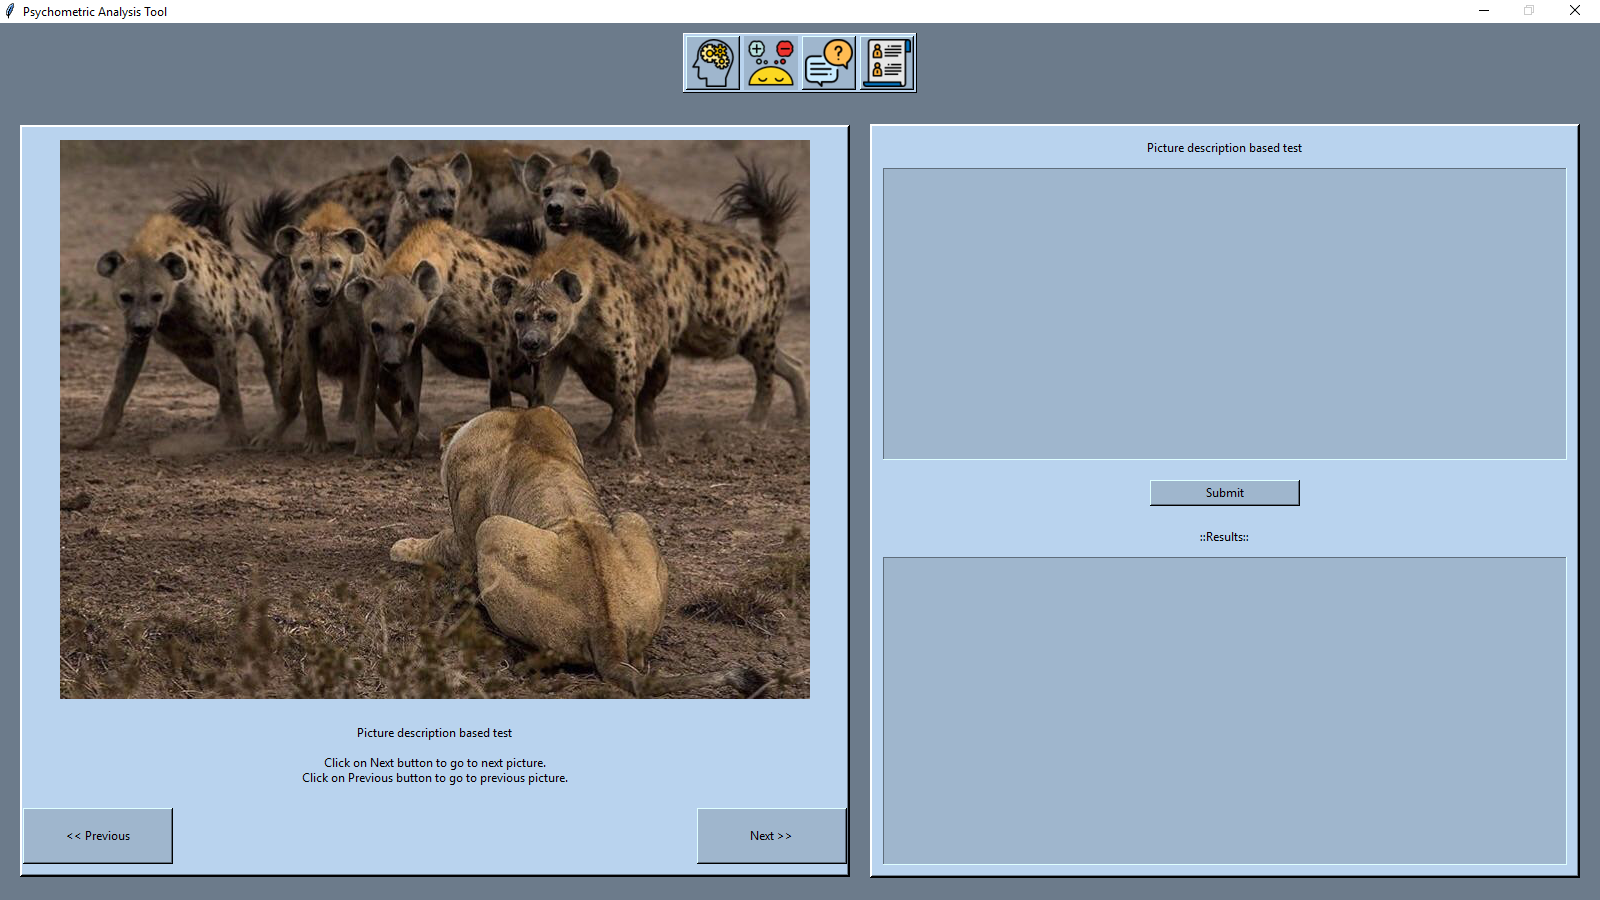 Psychometric Analysis Tool
Picture description based test
Click on Next button to go to next picture.
Click on Previous button to go to previous picture.
<< Previous
Next >>
Picture description based test
Submit
::Results::